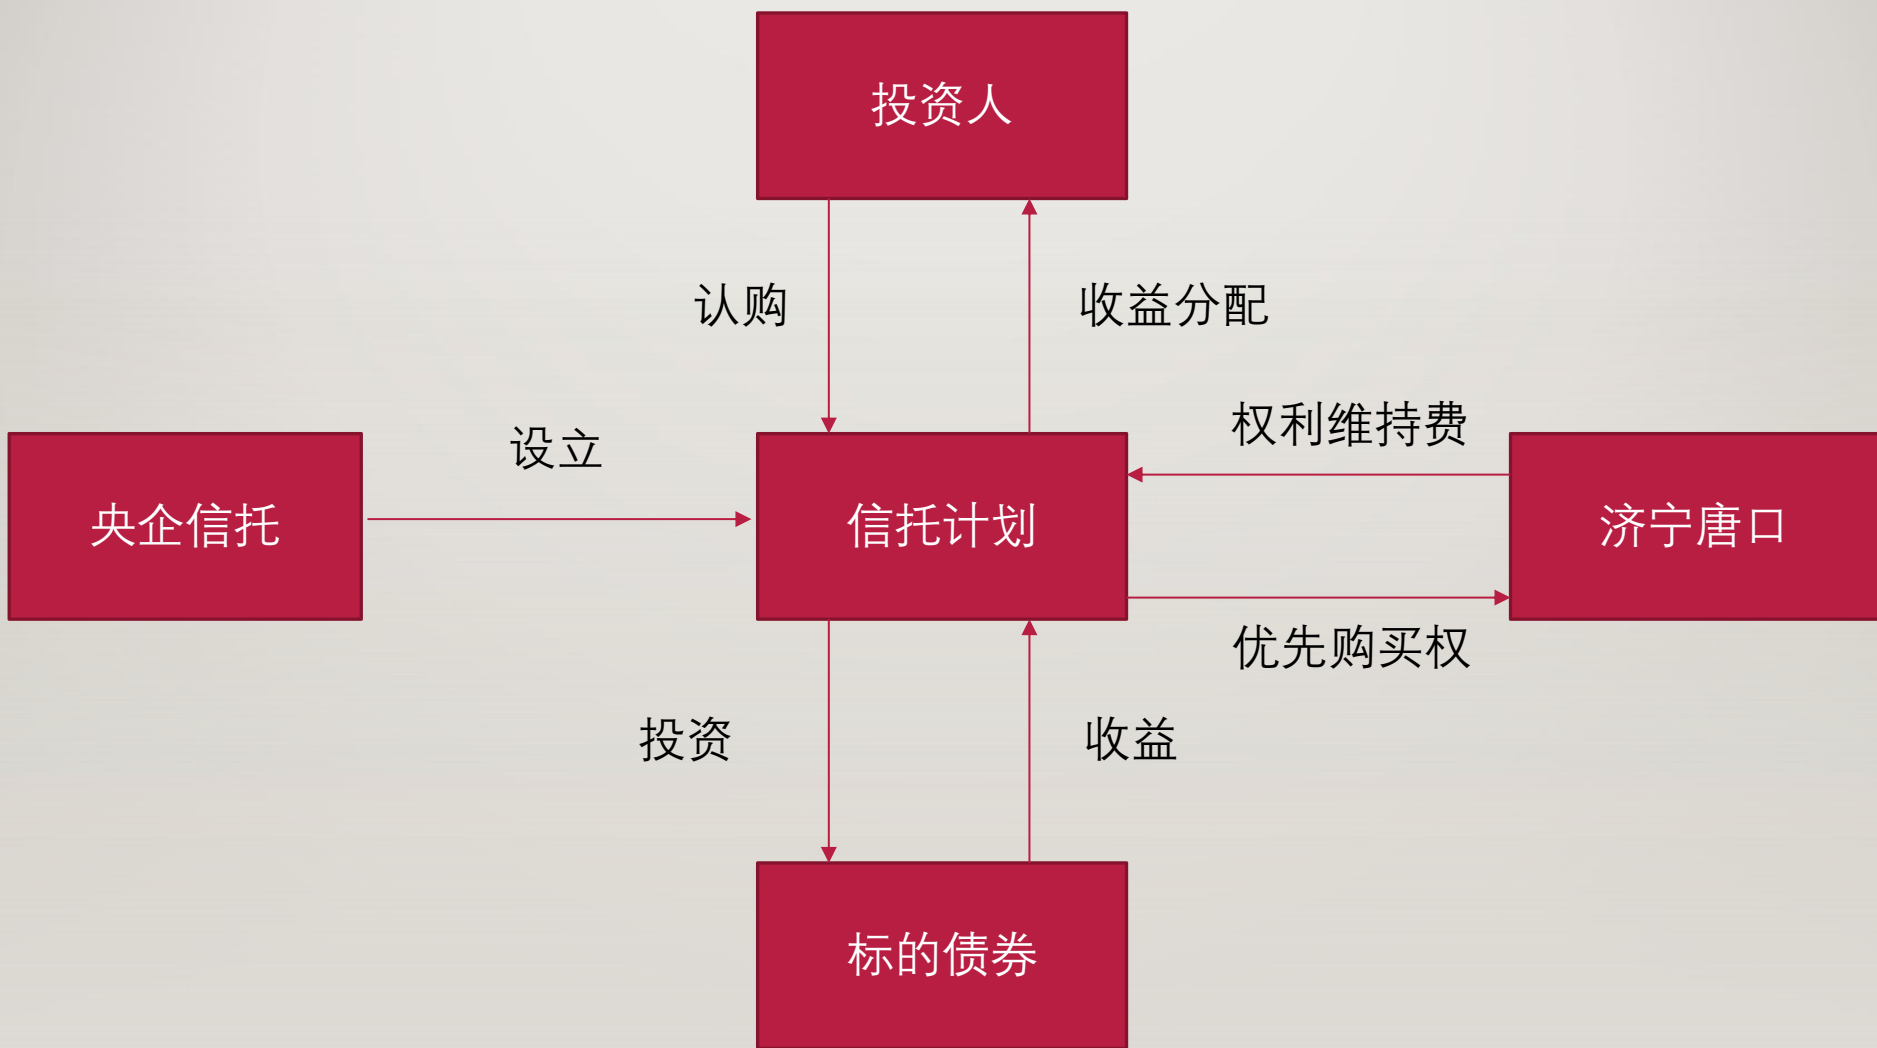 投资人
认购
收益分配
权利维持费
设立
央企信托
信托计划
济宁唐口
优先购买权
投资
收益
标的债券